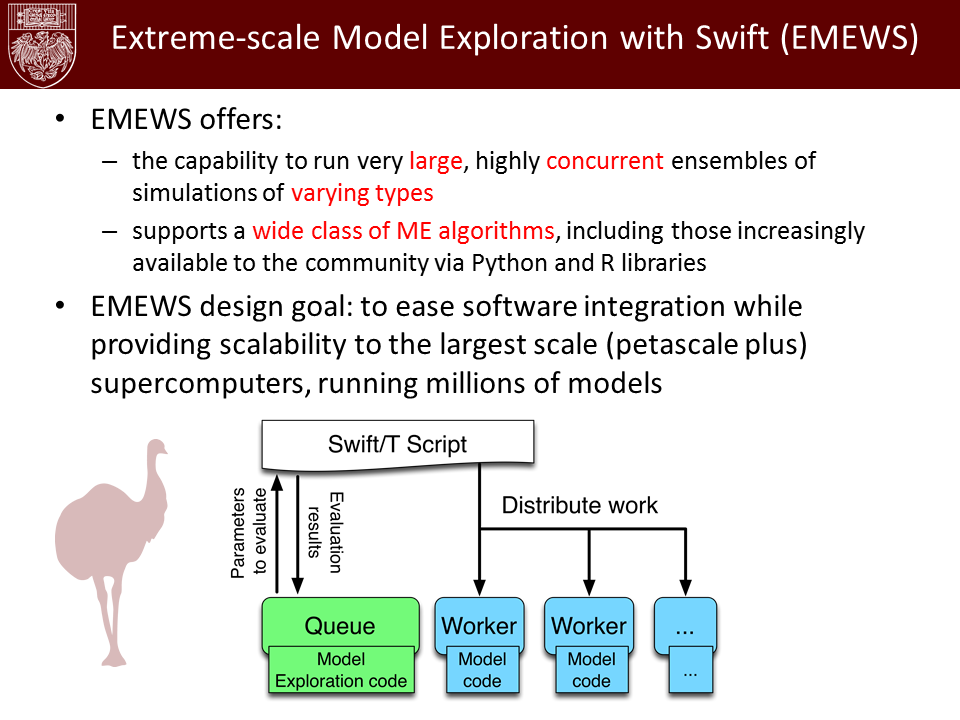 Extreme-scale Model Exploration with Swift (EMEWS)
• EMEWS offers:
– the capability to run very large, highly concurrent ensembles of
simulations of varying types
– supports a wide class of ME algorithms, including those increasingly
available to the community via Python and R libraries
• EMEWS design goal: to ease software integration while
providing scalability to the largest scale (petascale plus)
supercomputers, running millions of models
Swift/T Script
Parameters
to evaluate
Evaluation
results
Distribute work
Queue
Model
Exploration code
Worker
Model
code
Worker
Model
code
...
...